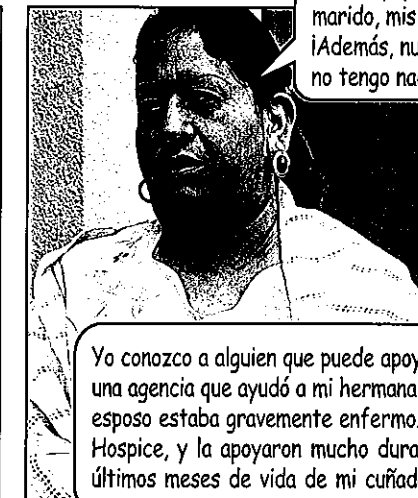 marido, mis
¡Además, nu
no tengo na
Yo conozco a alguien que puede apoy
una agencia que ayudó a mi hermana
esposo estaba gravemente enfermo.
Hospice, y la apoyaron mucho dura
últimos meses de vida de mi cuñad